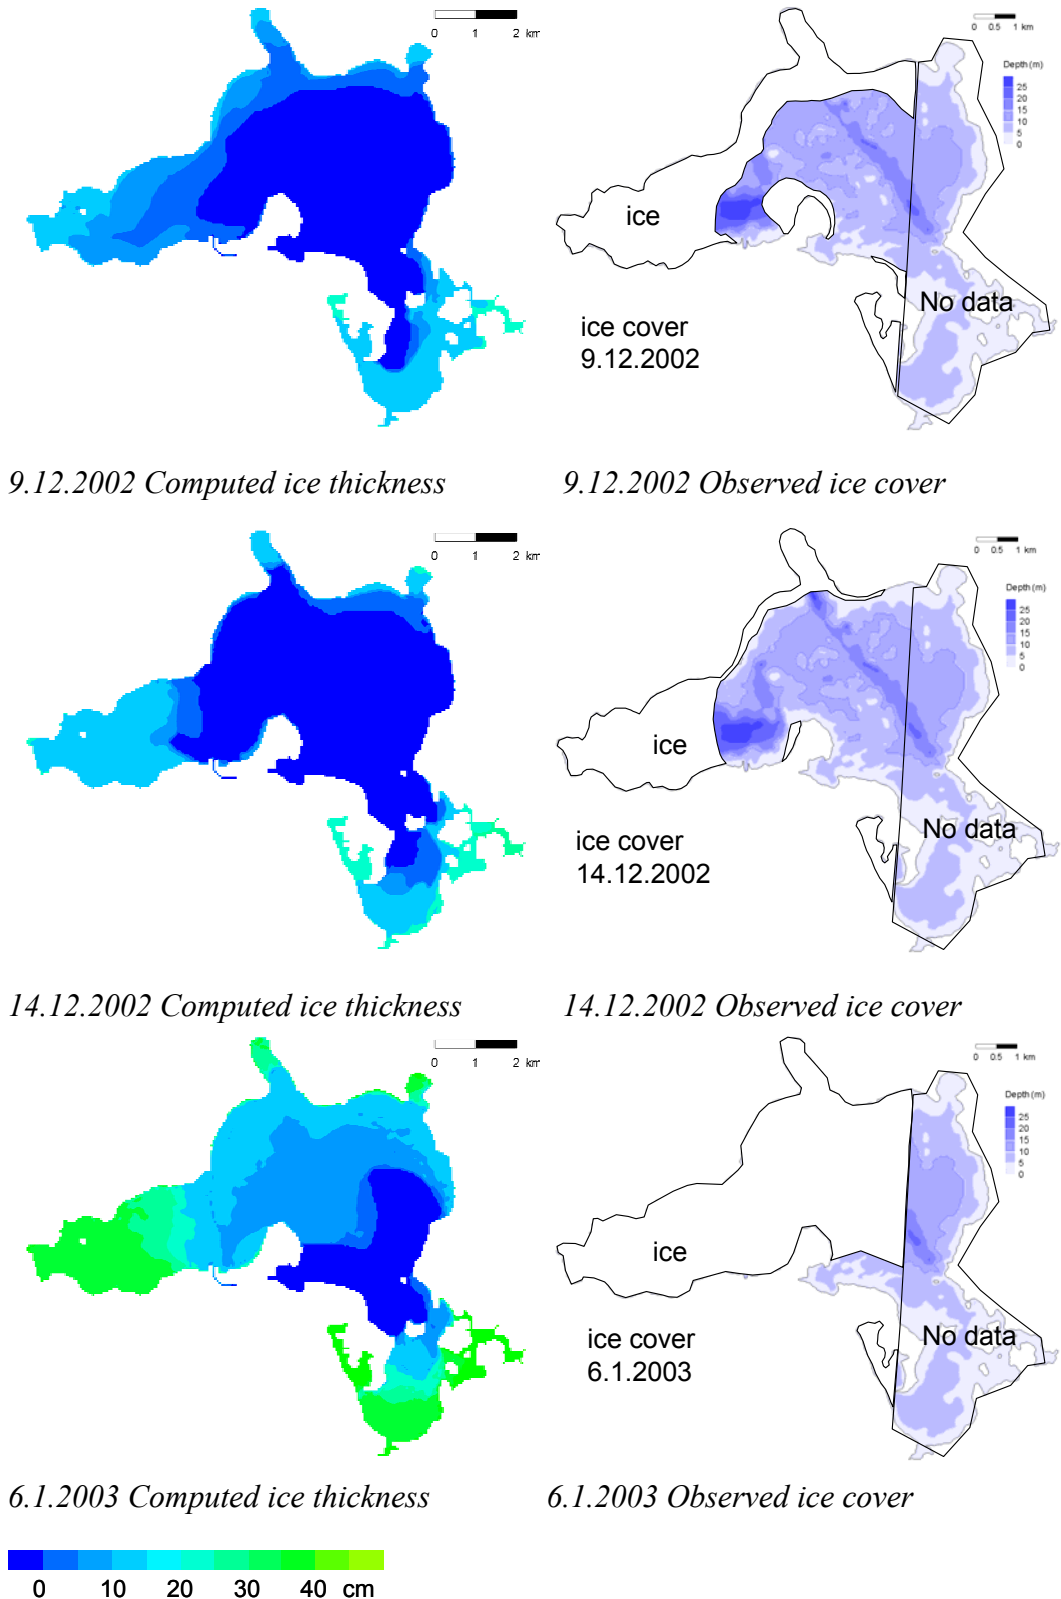 0 1 2 km
0 0.5 1 km
Depth (m)
25
20
15
10
5
0
ice
No data
ice cover
9.12.2002
9.12.2002 Computed ice thickness
9.12.2002 Observed ice cover
0 1 2 km
0 0.5 1 km
Depth (m)
25
20
15
10
5
0
ice
No data
ice cover
14.12.2002
14.12.2002 Computed ice thickness
14.12.2002 Observed ice cover
0 1 2 km
0 0.5 1 km
Depth (m)
25
20
15
10
5
0
ice
No data
ice cover
6.1.2003
6.1.2003 Computed ice thickness
6.1.2003 Observed ice cover
0 10 20 30 40 cm